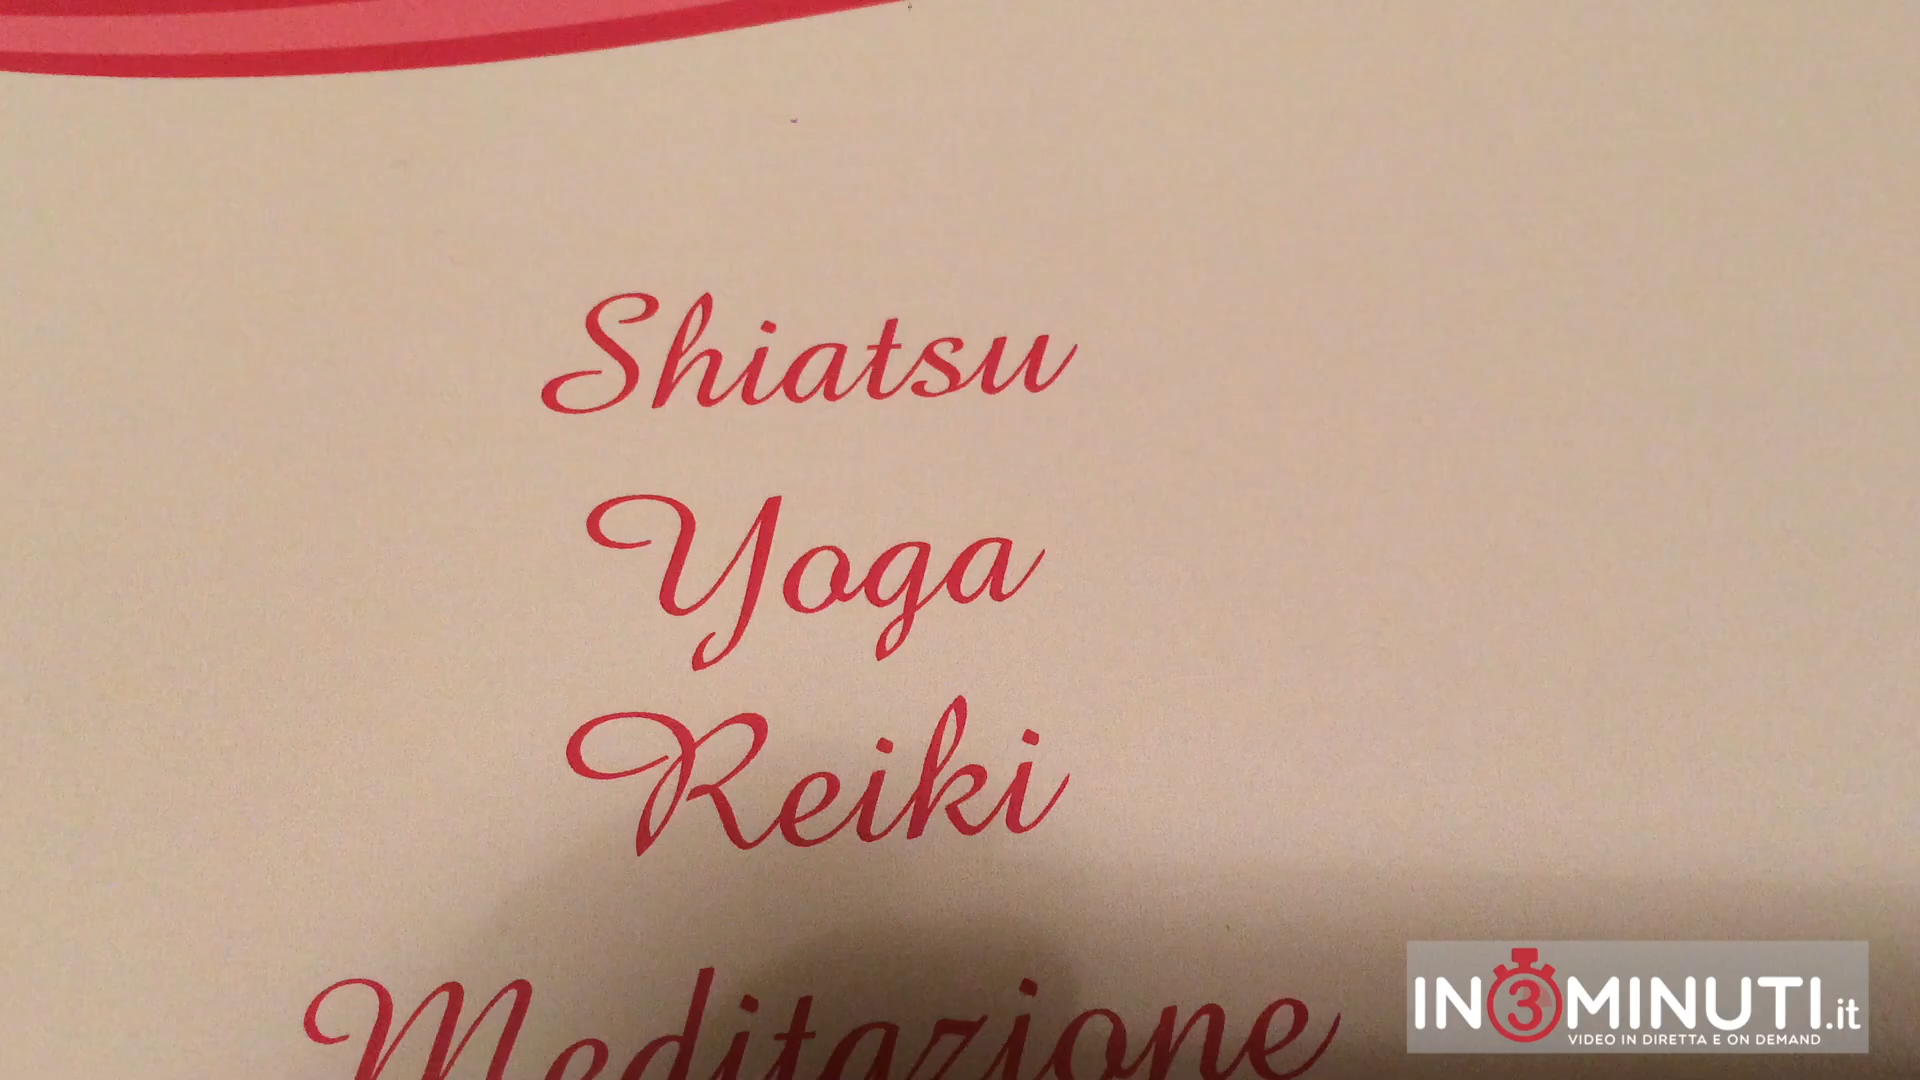 Shiatsu
Yoga
Reiki
Meditazione
IN3MINUTI.it
VIDEO IN DIRETTA E ON DEMAND